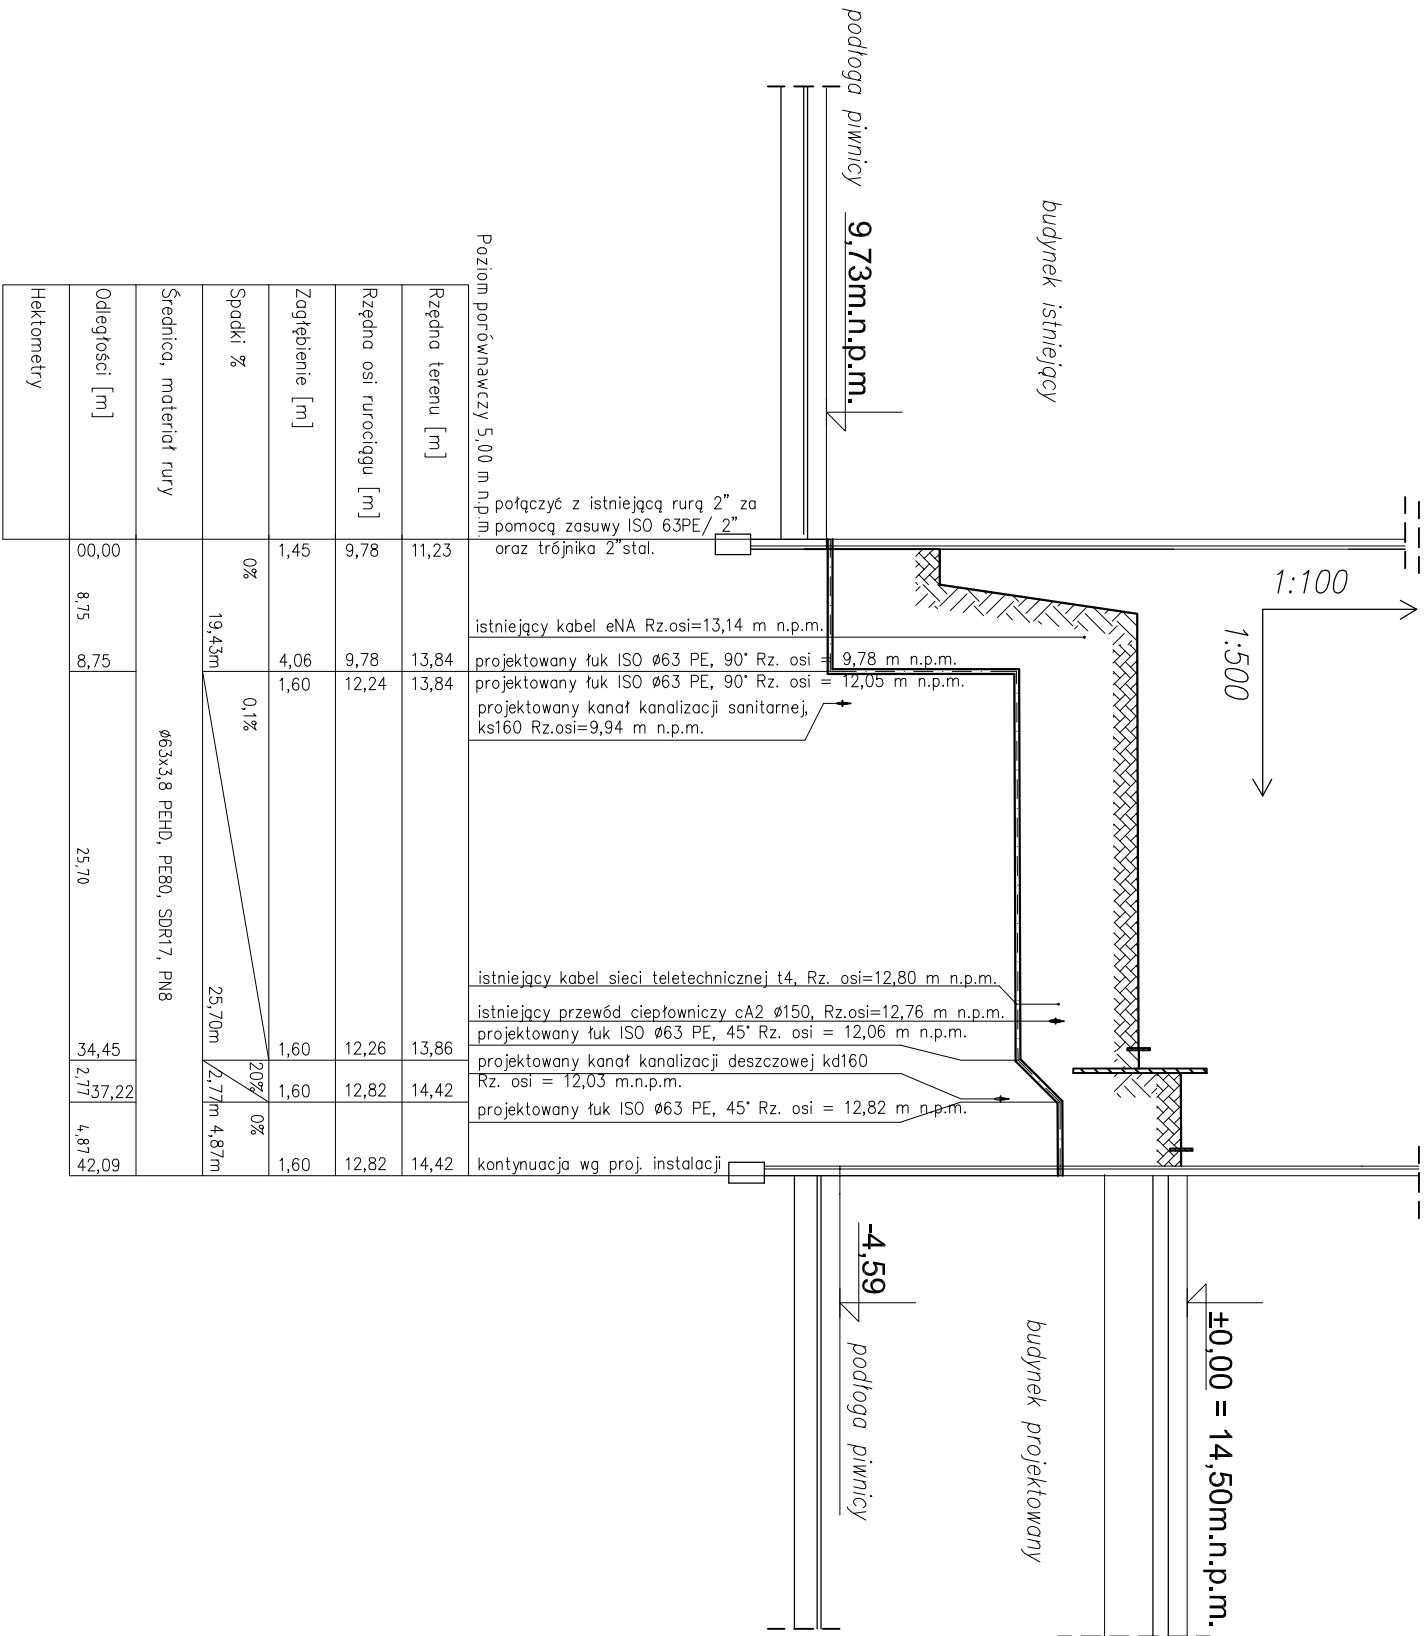 podłoga piwnicy
9,73m.n.p.m.
budynek istniejący
1:100
1:500
Poziom porównawczy 5,00 m n.p.m.
połączyć z istniejącą rurą 2" za
pomocą zasuwy ISO 63PE/ 2"
oraz trójnika 2"stal.
istniejący kabel eNA Rz.osi=13,14 m n.p.m.
projektowany łuk ISO ø63 PE, 90° Rz. osi = 9,78 m n.p.m.
projektowany łuk ISO ø63 PE, 90° Rz. osi = 12,05 m n.p.m.
projektowany kanał kanalizacji sanitarnej,
ks160 Rz.osi=9,94 m n.p.m.
istniejący kabel sieci teletechnicznej t4, Rz. osi=12,80 m n.p.m.
istniejący przewód ciepłowniczy cA2 ø150, Rz.osi=12,76 m n.p.m.
projektowany łuk ISO ø63 PE, 45° Rz. osi = 12,06 m n.p.m.
projektowany kanał kanalizacji deszczowej kd160
Rz. osi = 12,03 m.n.p.m.
projektowany łuk ISO ø63 PE, 45° Rz. osi = 12,82 m n.p.m.
kontynuacja wg proj. instalacji
-4,59
podłoga piwnicy
budynek projektowany
±0,00 = 14,50m.n.p.m.
Rzędna terenu [m]
11,23
13,84
13,84
13,86
14,42
14,42
Rzędna osi rurociągu [m]
9,78
9,78
12,24
12,26
12,82
12,82
Zagłębienie [m]
1,45
4,06
1,60
1,60
1,60
1,60
Spadki %
0%
19,43m
0,1%
25,70m
20%
2,77m
0%
4,87m
Średnica, materiał rury
ø63x3,8 PEHD, PE80, SDR17, PN8
Odległości [m]
00,00
8,75
8,75
25,70
34,45
2,77
37,22
4,87
42,09
Hektometry